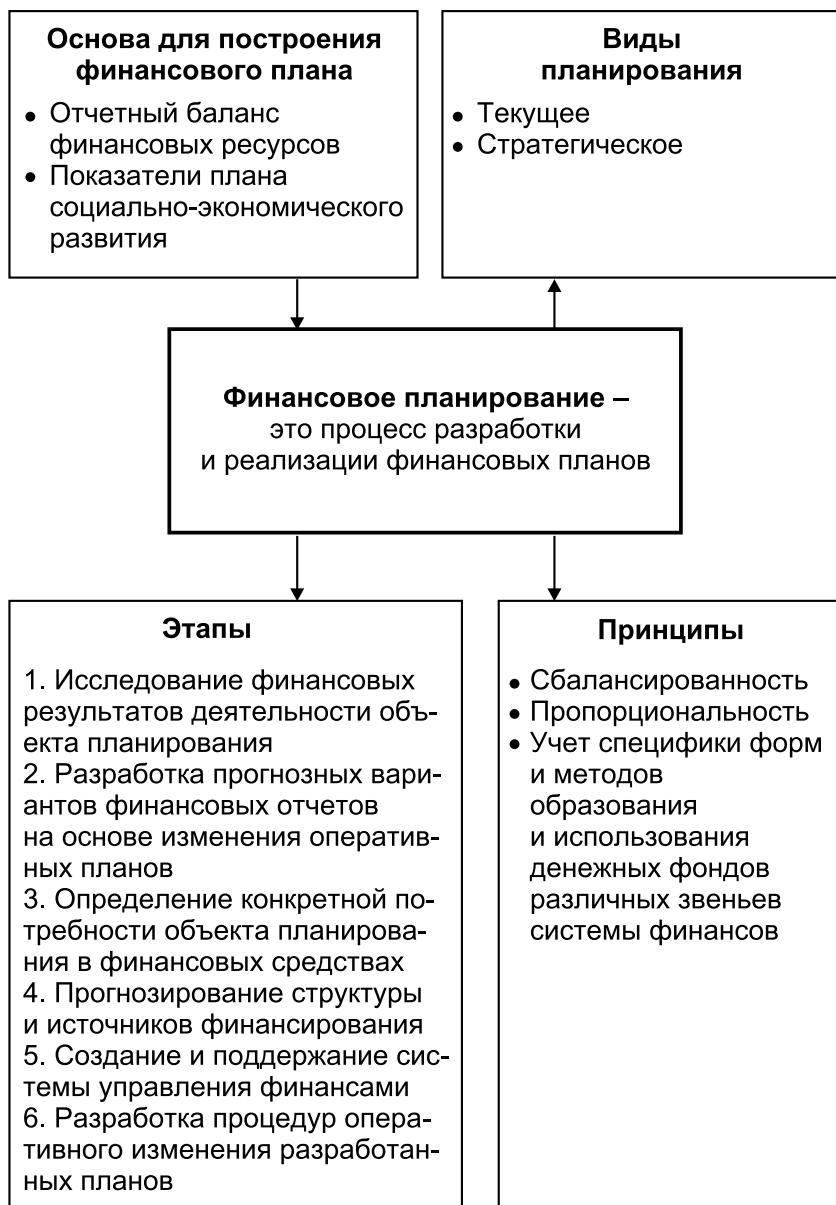 Основа для построения
финансового плана
• Отчетный баланс
финансовых ресурсов
• Показатели плана
социально-экономического
развития
Виды
планирования
• Текущее
• Стратегическое
Финансовое планирование –
это процесс разработки
и реализации финансовых планов
Этапы
1. Исследование финансовых
результатов деятельности объ-
екта планирования
2. Разработка прогнозных вари-
антов финансовых отчетов
на основе изменения оператив-
ных планов
3. Определение конкретной по-
требности объекта планирова-
ния в финансовых средствах
4. Прогнозирование структуры
и источников финансирования
5. Создание и поддержание сис-
темы управления финансами
6. Разработка процедур опера-
тивного изменения разработан-
ных планов
Принципы
• Сбалансированность
• Пропорциональность
• Учет специфики форм
и методов
образования
и использования
денежных фондов
различных звеньев
системы финансов